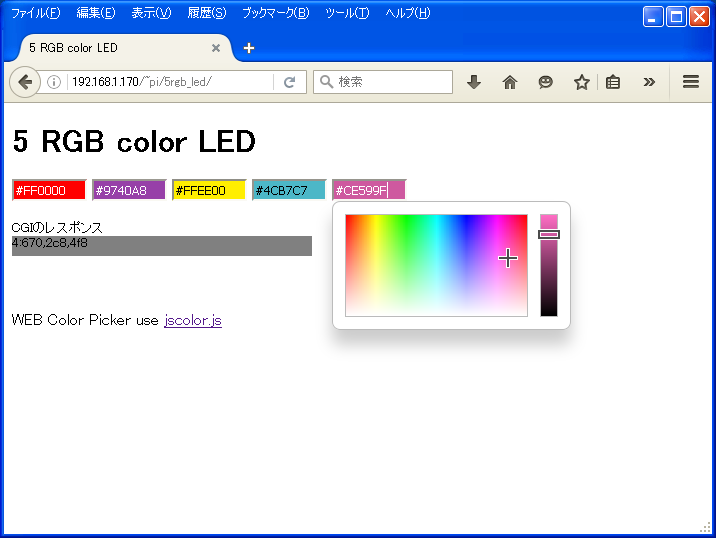 ファイル(F) 編集(E) 表示(V) 履歴(S) ブックマーク(B) ツール(T) ヘルプ(H)
5 RGB color LED
192.168.1.170/~pi/5rgb_led/ 検索
5 RGB color LED
#FF0000 #9740A8 #FFEE00 #4CB7C7 #CE599F
CGIのレスポンス
4:670,2c8,4f8
WEB Color Picker use jscolor.js